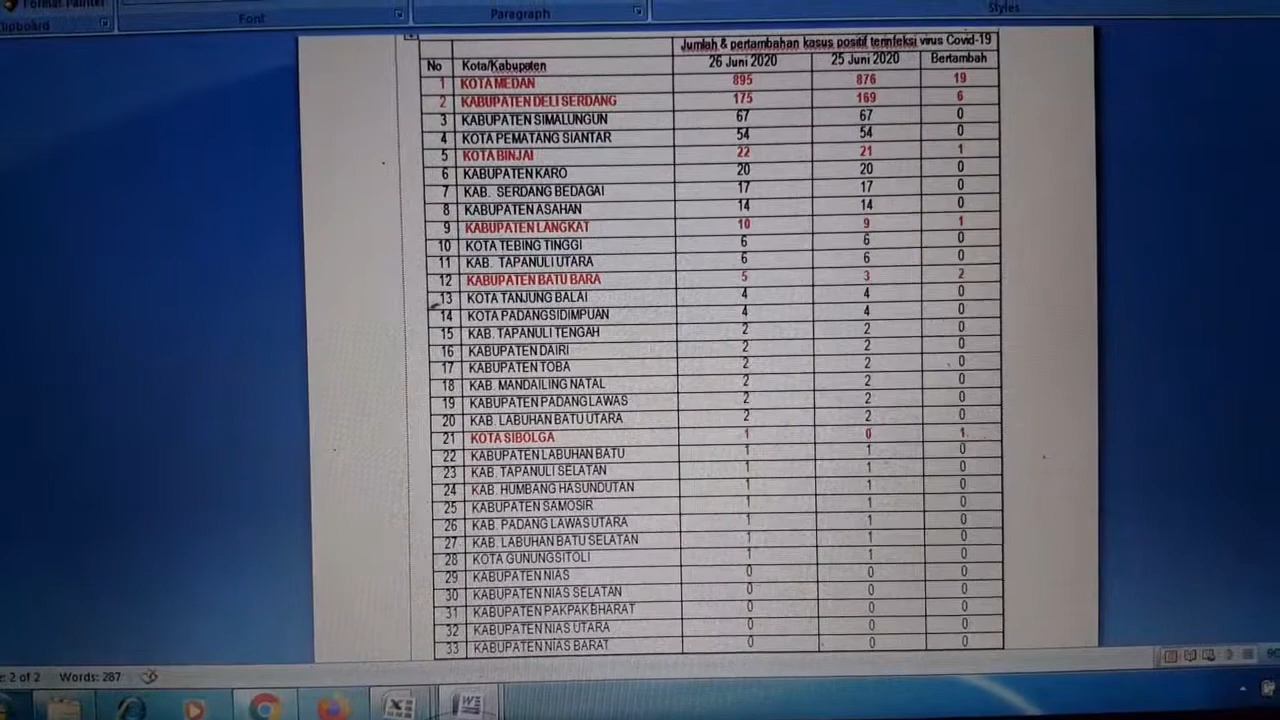 Format Painter
Clipboard
Font
Paragraph
Styles
Jumlah & pertambahan kasus positif terinfeksi virus Covid-19
No Kota/Kabupaten 26 Juni 2020 25 Juni 2020 Bertambah
1 KOTA MEDAN 895 876 19
2 KABUPATEN DELI SERDANG 175 169 6
3 KABUPATEN SIMALUNGUN 67 67 0
4 KOTA PEMATANG SIANTAR 54 54 0
5 KOTA BINJAI 22 21 1
6 KABUPATEN KARO 20 20 0
7 KAB. SERDANG BEDAGAI 17 17 0
8 KABUPATEN ASAHAN 14 14 0
9 KABUPATEN LANGKAT 10 9 1
10 KOTA TEBING TINGGI 6 6 0
11 KAB. TAPANULI UTARA 6 6 0
12 KABUPATEN BATU BARA 5 3 2
13 KOTA TANJUNG BALAI 4 4 0
14 KOTA PADANGSIDIMPUAN 4 4 0
15 KAB. TAPANULI TENGAH 2 2 0
16 KABUPATEN DAIRI 2 2 0
17 KABUPATEN TOBA 2 2 0
18 KAB. MANDAILING NATAL 2 2 0
19 KABUPATEN PADANG LAWAS 2 2 0
20 KAB. LABUHAN BATU UTARA 2 2 0
21 KOTA SIBOLGA 1 0 1
22 KABUPATEN LABUHAN BATU 1 1 0
23 KAB. TAPANULI SELATAN 1 1 0
24 KAB. HUMBANG HASUNDUTAN 1 1 0
25 KABUPATEN SAMOSIR 1 1 0
26 KAB. PADANG LAWAS UTARA 1 1 0
27 KAB. LABUHAN BATU SELATAN 1 1 0
28 KOTA GUNUNGSITOLI 1 1 0
29 KABUPATEN NIAS 0 0 0
30 KABUPATEN NIAS SELATAN 0 0 0
31 KABUPATEN PAKPAK BHARAT 0 0 0
32 KABUPATEN NIAS UTARA 0 0 0
33 KABUPATEN NIAS BARAT 0 0 0
: 2 of 2 Words: 287